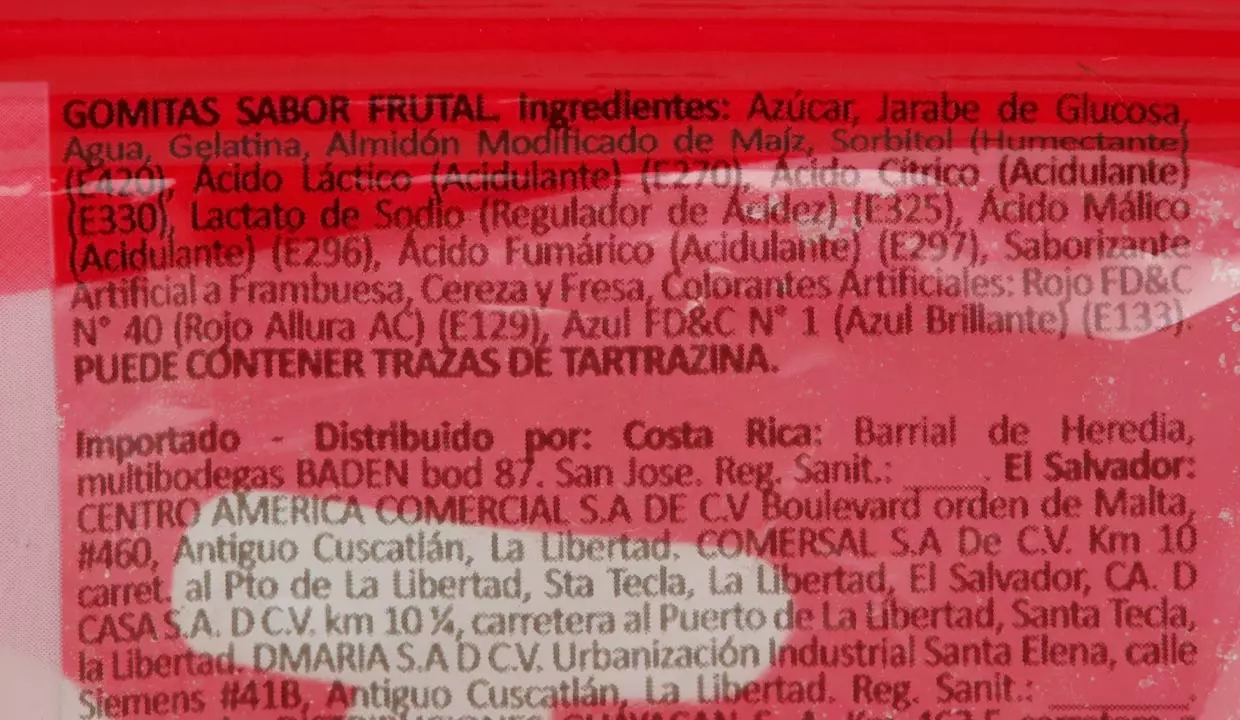 GOMITAS SABOR FRUTAL. Ingredientes: Azúcar, Jarabe de Glucosa,
Agua, Gelatina, Almidón Modificado de Maíz, Sorbitol (Humectante)
(E420), Ácido Láctico (Acidulante) (E270), Ácido Cítrico (Acidulante)
(E330), Lactato de Sodio (Regulador de Acidez) (E325), Ácido Málico
(Acidulante) (E296), Ácido Fumárico (Acidulante) (E297), Saborizante
Artificial a Frambuesa, Cereza y Fresa, Colorantes Artificiales: Rojo FD&C
N° 40 (Rojo Allura AC) (E129), Azul FD&C N° 1 (Azul Brillante) (E133).
PUEDE CONTENER TRAZAS DE TARTRAZINA.
Importado - Distribuido por: Costa Rica: Barrial de Heredia,
multibodegas BADEN bod 87. San Jose. Reg. Sanit.: ______. El Salvador:
CENTRO AMERICA COMERCIAL S.A DE C.V Boulevard orden de Malta,
#460, Antiguo Cuscatlán, La Libertad. COMERSAL S.A De C.V. Km 10
carret. al Pto de La Libertad, Sta Tecla, La Libertad, El Salvador, CA. D
CASA S.A. D C.V. km 10 ¼, carretera al Puerto de La Libertad, Santa Tecla,
la Libertad. DMARIA S.A D C.V. Urbanización Industrial Santa Elena, calle
Siemens #41B, Antiguo Cuscatlán, La Libertad. Reg. Sanit.: ____________.